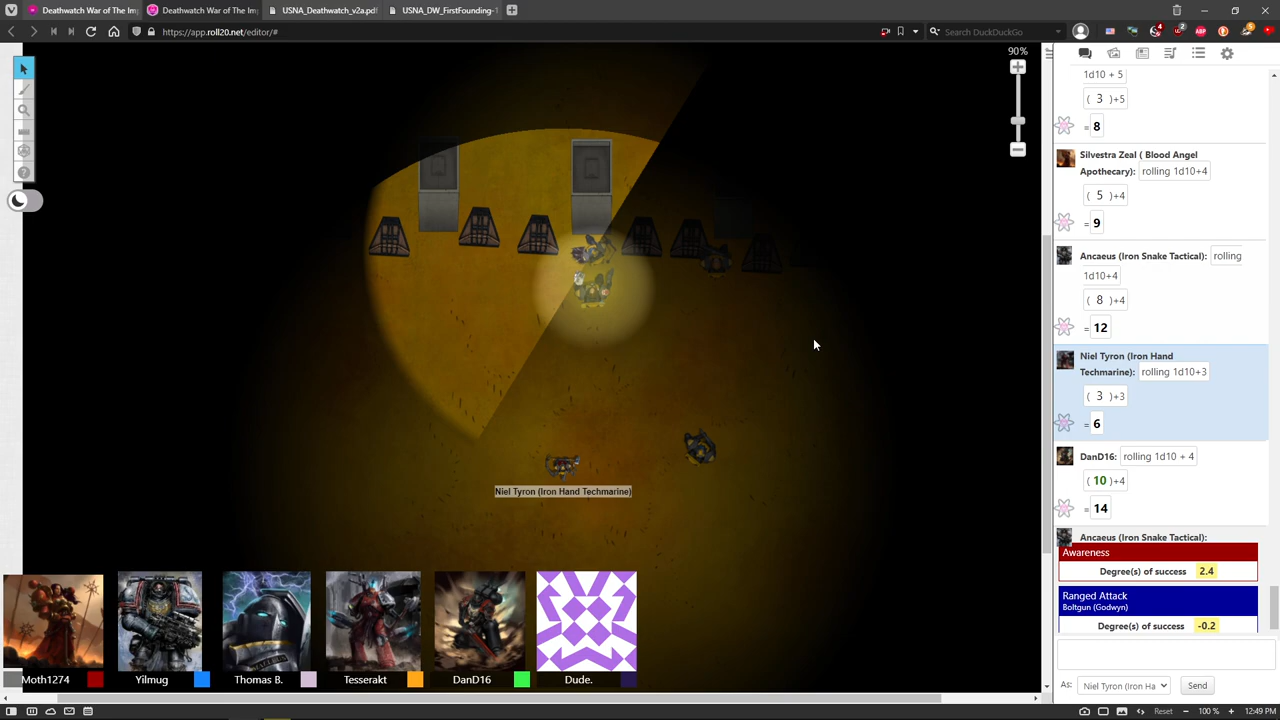 Deathwatch War of The Im
Deathwatch War of The Im
USNA_Deathwatch_v2a.pdf
USNA_DW_FirstFounding-1
https://app.roll20.net/editor/#
Search DuckDuckGo
90%
1d10 + 5
( 3 )+5
= 8
Silvestra Zeal ( Blood Angel
Apothecary): rolling 1d10+4
( 5 )+4
= 9
Ancaeus (Iron Snake Tactical): rolling
1d10+4
( 8 )+4
= 12
Niel Tyron (Iron Hand
Techmarine): rolling 1d10+3
( 3 )+3
= 6
DanD16: rolling 1d10 + 4
( 10 )+4
= 14
Ancaeus (Iron Snake Tactical):
Awareness
Degree(s) of success 2.4
Ranged Attack
Boltgun (Godwyn)
Degree(s) of success -0.2
Niel Tyron (Iron Hand Techmarine)
Moth1274
Yilmug
Thomas B.
Tesserakt
DanD16
Dude.
As: Niel Tyron (Iron Ha
Send
Reset
100 %
12:49 PM